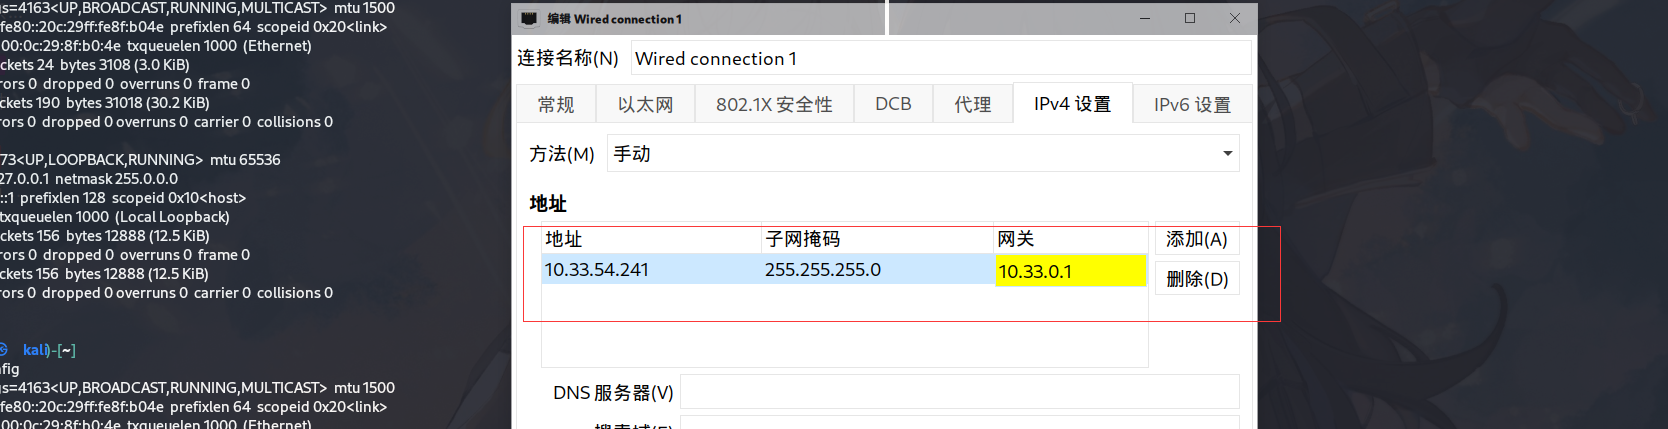 gs=4163<UP,BROADCAST,RUNNING,MULTICAST> mtu 1500
fe80::20c:29ff:fe8f:b04e prefixlen 64 scopeid 0x20<link>
00:0c:29:8f:b0:4e txqueuelen 1000 (Ethernet)
ckets 24 bytes 3108 (3.0 KiB)
rors 0 dropped 0 overruns 0 frame 0
ckets 190 bytes 31018 (30.2 KiB)
rors 0 dropped 0 overruns 0 carrier 0 collisions 0
73<UP,LOOPBACK,RUNNING> mtu 65536
27.0.0.1 netmask 255.0.0.0
::1 prefixlen 128 scopeid 0x10<host>
txqueuelen 1000 (Local Loopback)
ckets 156 bytes 12888 (12.5 KiB)
rors 0 dropped 0 overruns 0 frame 0
ckets 156 bytes 12888 (12.5 KiB)
rors 0 dropped 0 overruns 0 carrier 0 collisions 0
kali)-[~]
nfig
gs=4163<UP,BROADCAST,RUNNING,MULTICAST> mtu 1500
fe80::20c:29ff:fe8f:b04e prefixlen 64 scopeid 0x20<link>
00:0c:29:8f:b0:4e txqueuelen 1000 (Ethernet)
编辑 Wired connection 1
连接名称(N) Wired connection 1
常规 以太网 802.1X 安全性 DCB 代理 IPv4 设置 IPv6 设置
方法(M) 手动
地址
地址 子网掩码 网关 添加(A)
10.33.54.241 255.255.255.0 10.33.0.1 删除(D)
DNS 服务器(V)